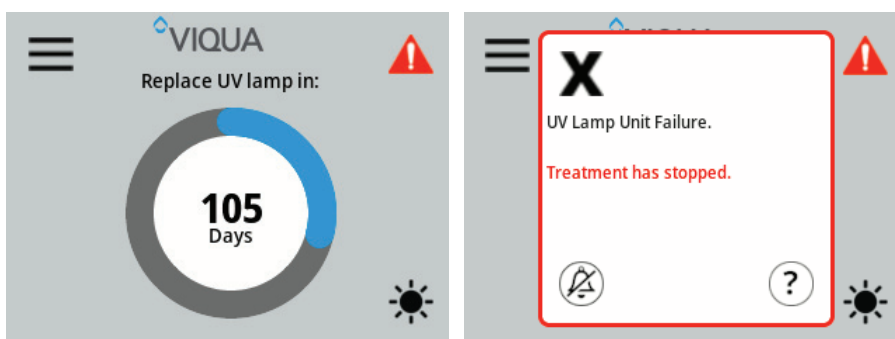 VIQUA
Replace UV lamp in:
105
Days
X
UV Lamp Unit Failure.
Treatment has stopped.
?